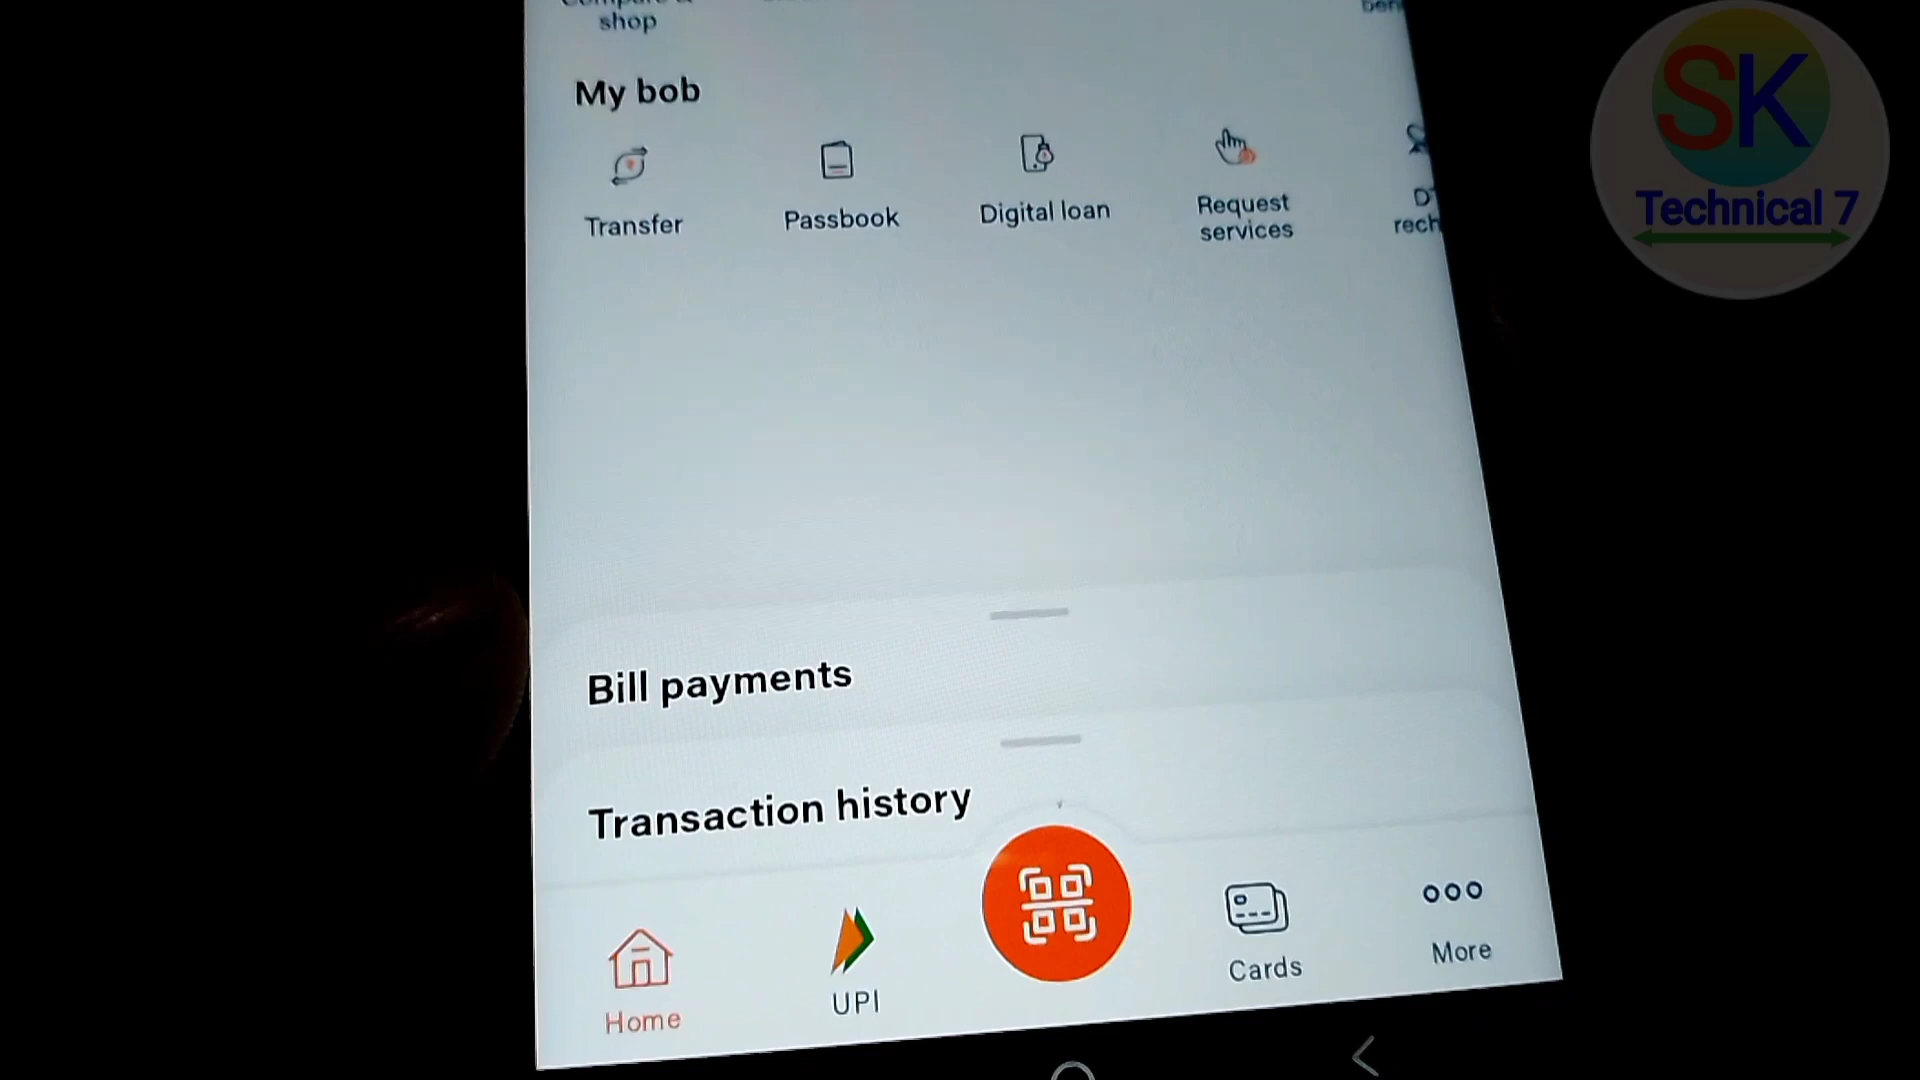 shop
My bob
Transfer
Passbook
Digital loan
Request
services
rech
Bill payments
Transaction history
Home
UPI
Cards
More
SK
Technical 7